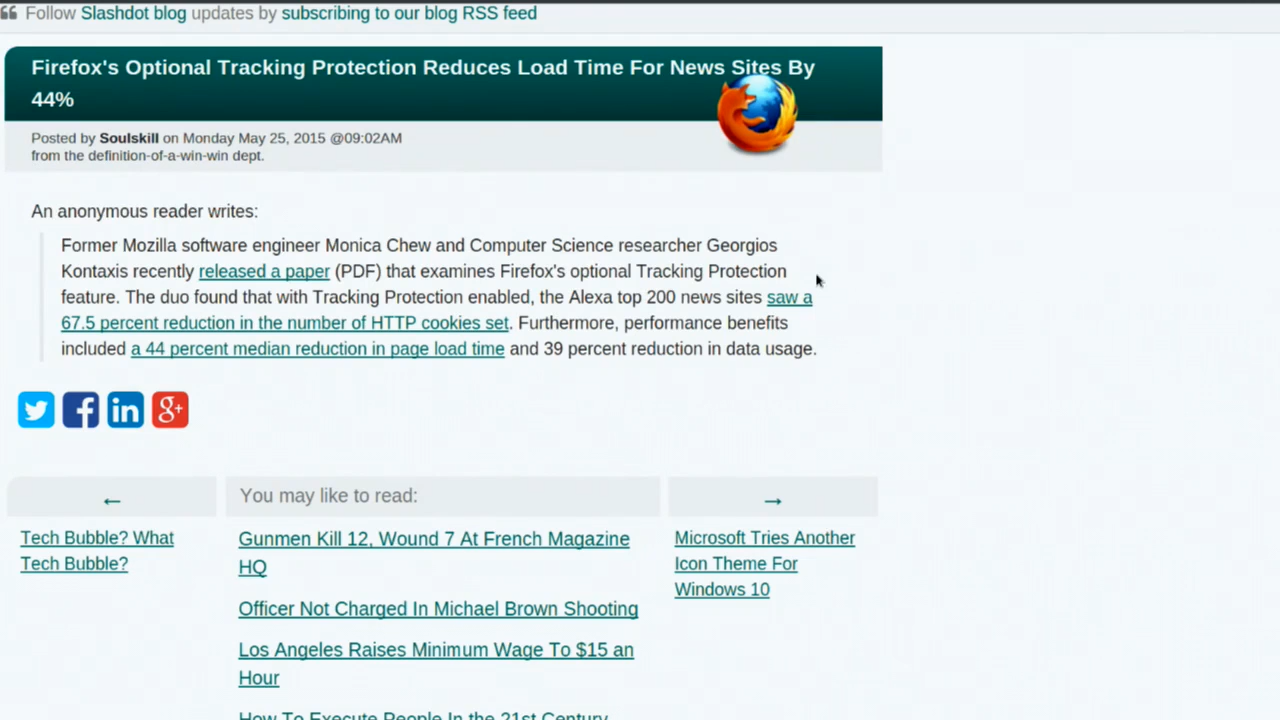 Follow Slashdot blog updates by subscribing to our blog RSS feed
Firefox's Optional Tracking Protection Reduces Load Time For News Sites By
44%
Posted by Soulskill on Monday May 25, 2015 @09:02AM
from the definition-of-a-win-win dept.
An anonymous reader writes:
Former Mozilla software engineer Monica Chew and Computer Science researcher Georgios
Kontaxis recently released a paper (PDF) that examines Firefox's optional Tracking Protection
feature. The duo found that with Tracking Protection enabled, the Alexa top 200 news sites saw a
67.5 percent reduction in the number of HTTP cookies set. Furthermore, performance benefits
included a 44 percent median reduction in page load time and 39 percent reduction in data usage.
←
You may like to read:
→
Tech Bubble? What
Tech Bubble?
Gunmen Kill 12, Wound 7 At French Magazine
HQ
Officer Not Charged In Michael Brown Shooting
Los Angeles Raises Minimum Wage To $15 an
Hour
How To Execute People In the 21st Century
Microsoft Tries Another
Icon Theme For
Windows 10